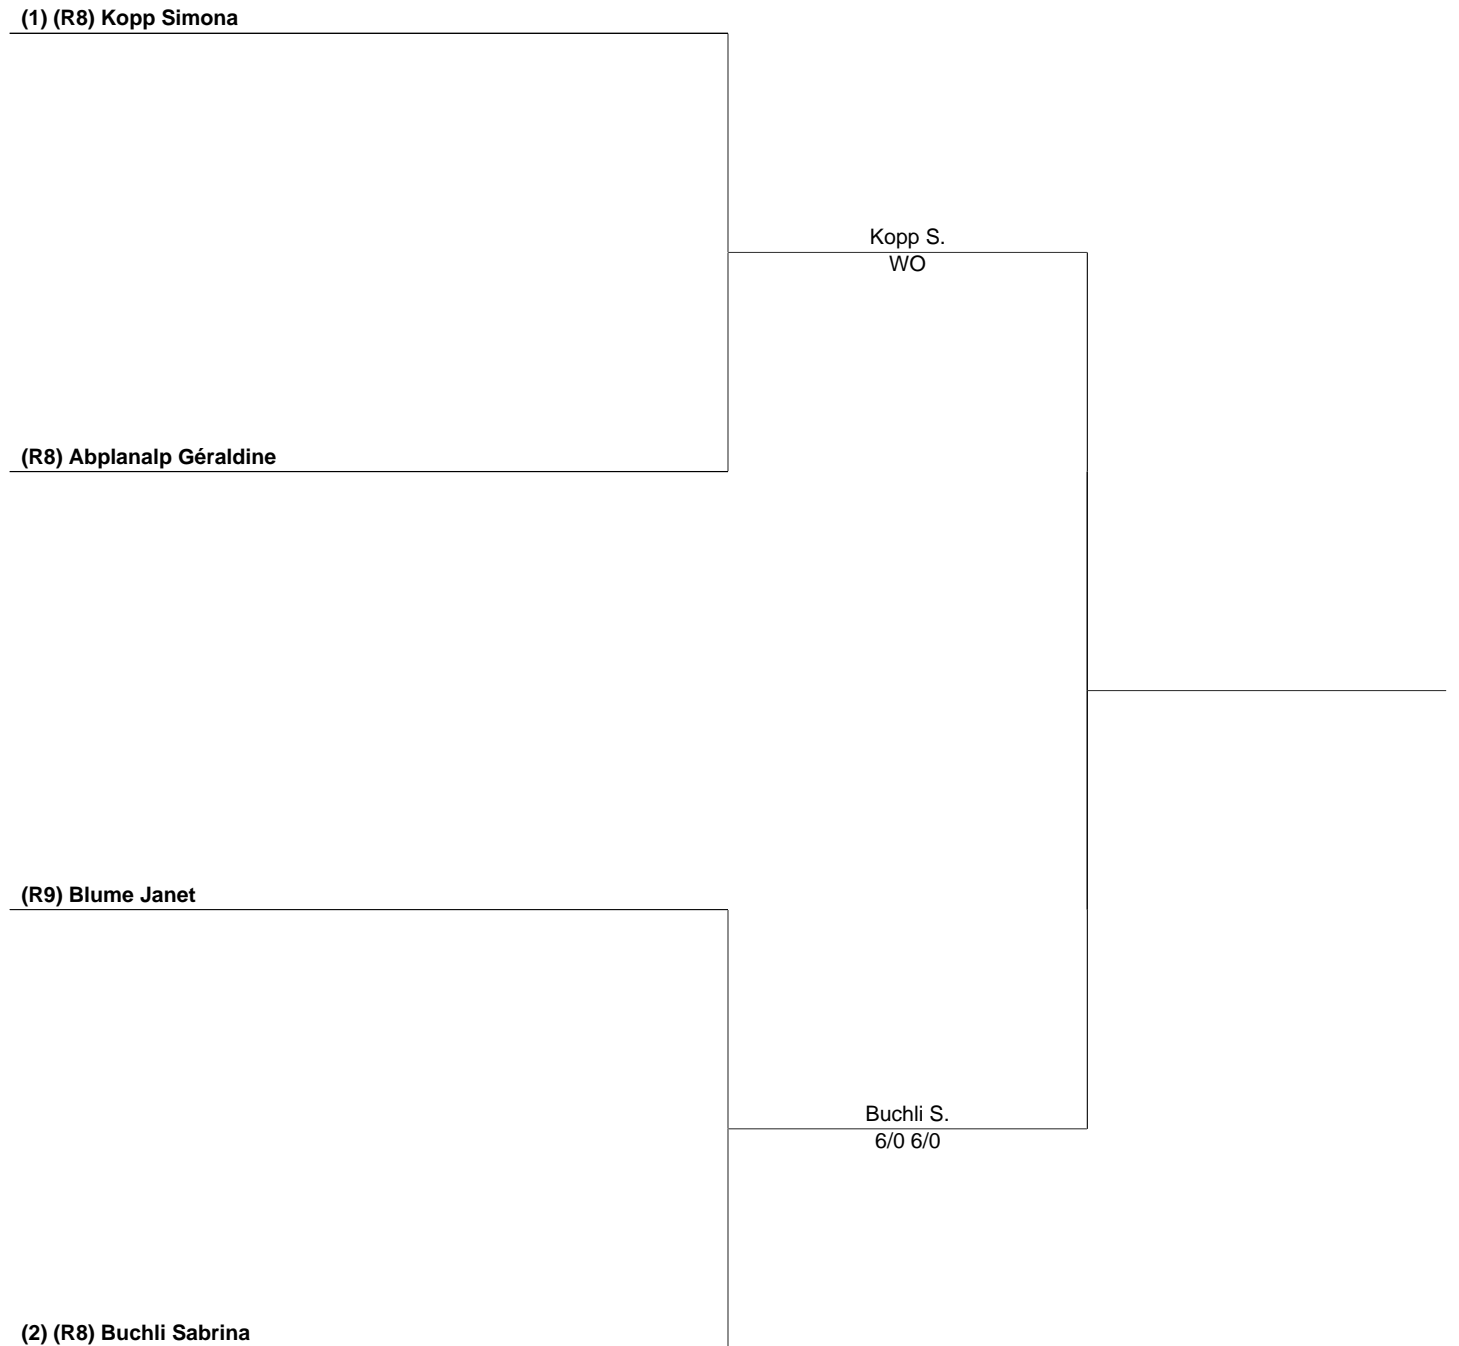 (1) (R8) Kopp Simona
Kopp S.
WO
(R8) Abplanalp Géraldine
(R9) Blume Janet
Buchli S.
6/0 6/0
(2) (R8) Buchli Sabrina